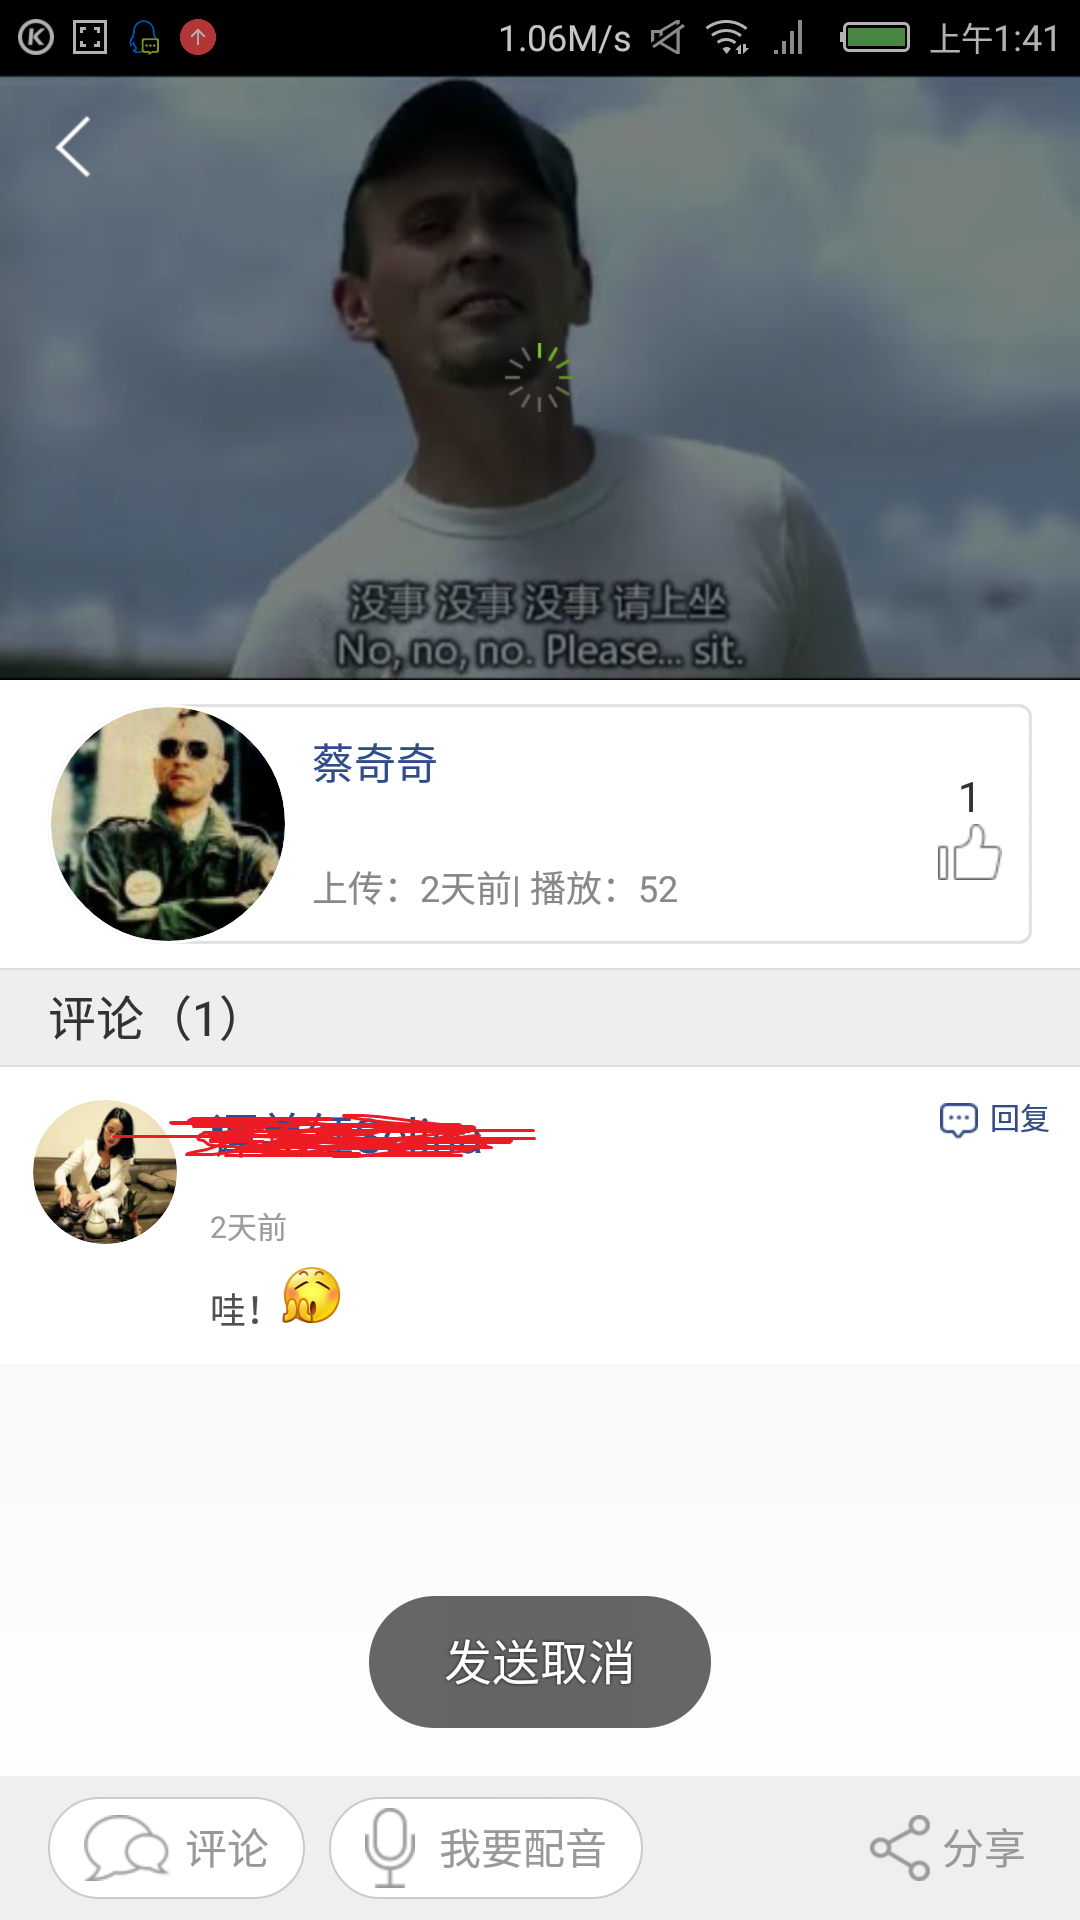 1.06M/s 上午1:41
没事 没事 没事 请上坐
No, no, no. Please... sit.
蔡奇奇
1
上传：2天前| 播放：52
评论（1）
回复
2天前
哇！
发送取消
评论 我要配音 分享